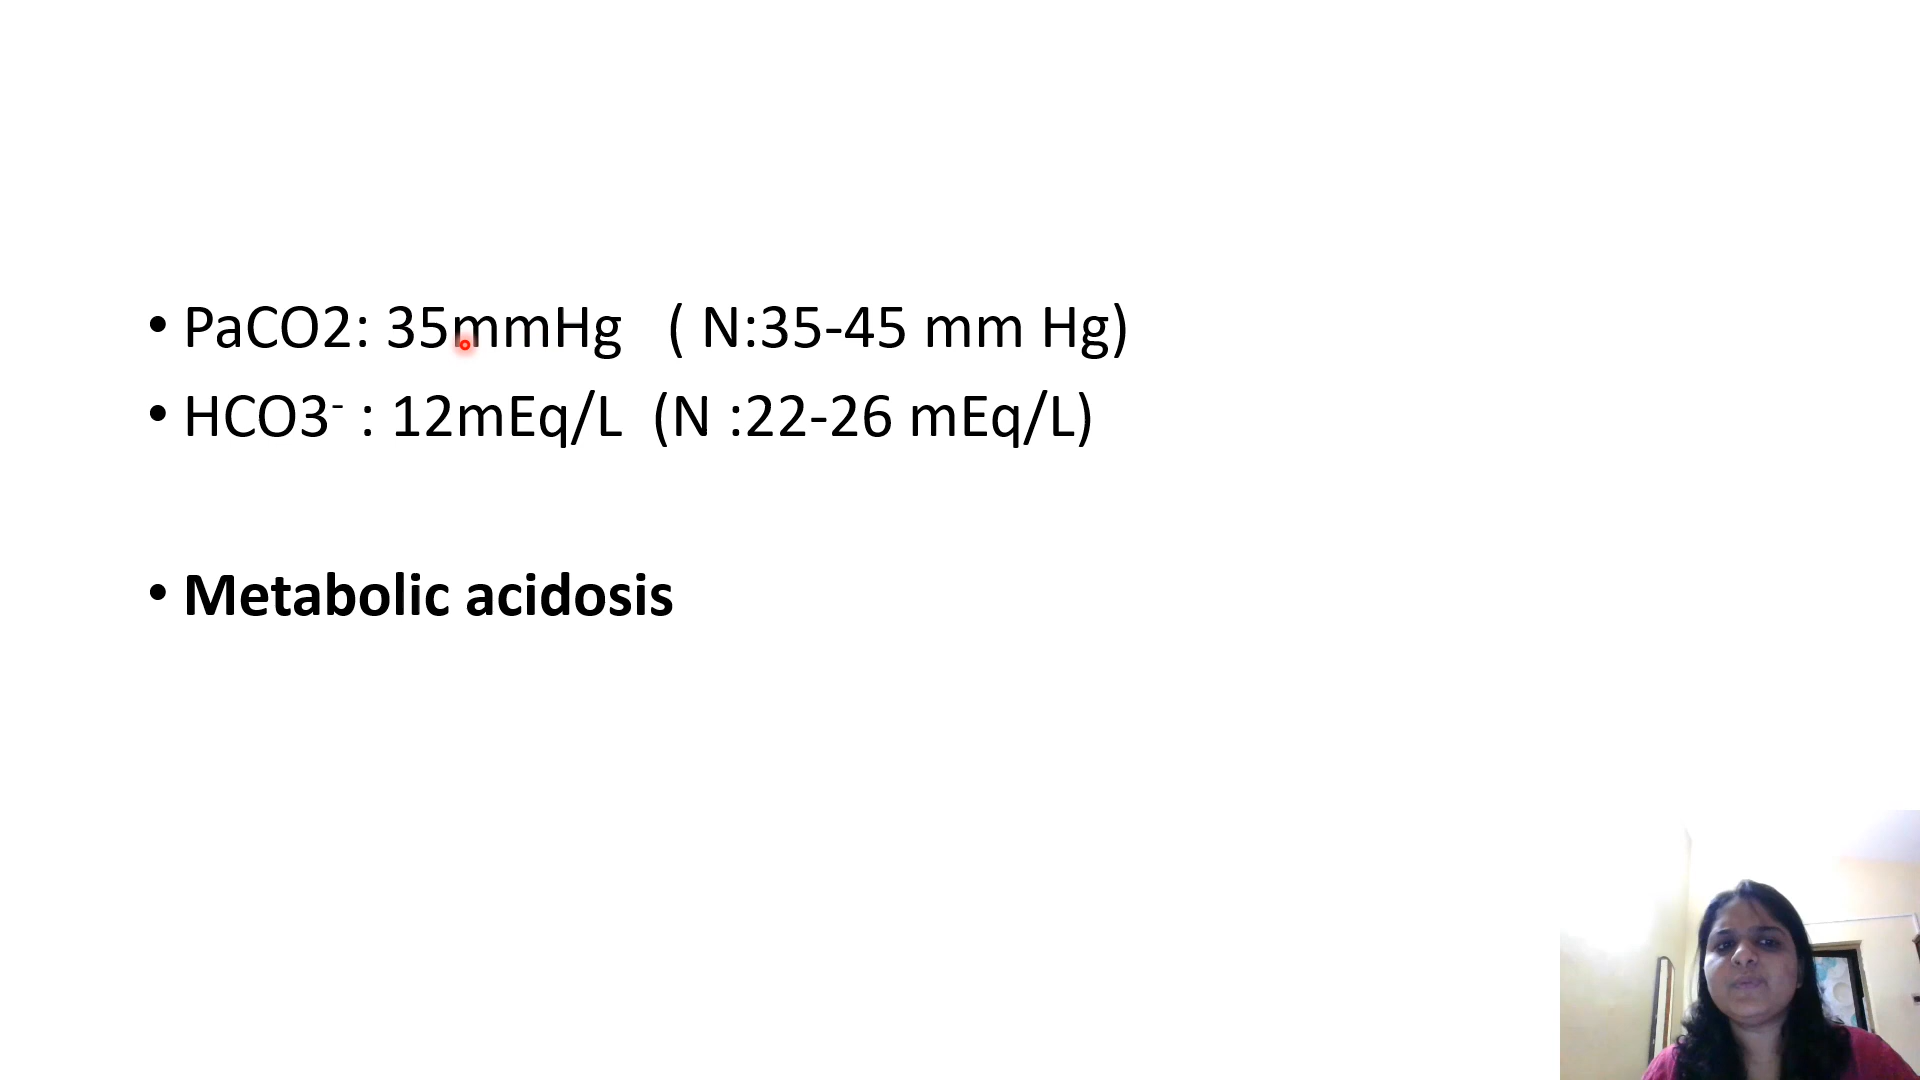 • PaCO2: 35mmHg ( N:35-45 mm Hg)
• HCO3⁻ : 12mEq/L (N :22-26 mEq/L)
• Metabolic acidosis